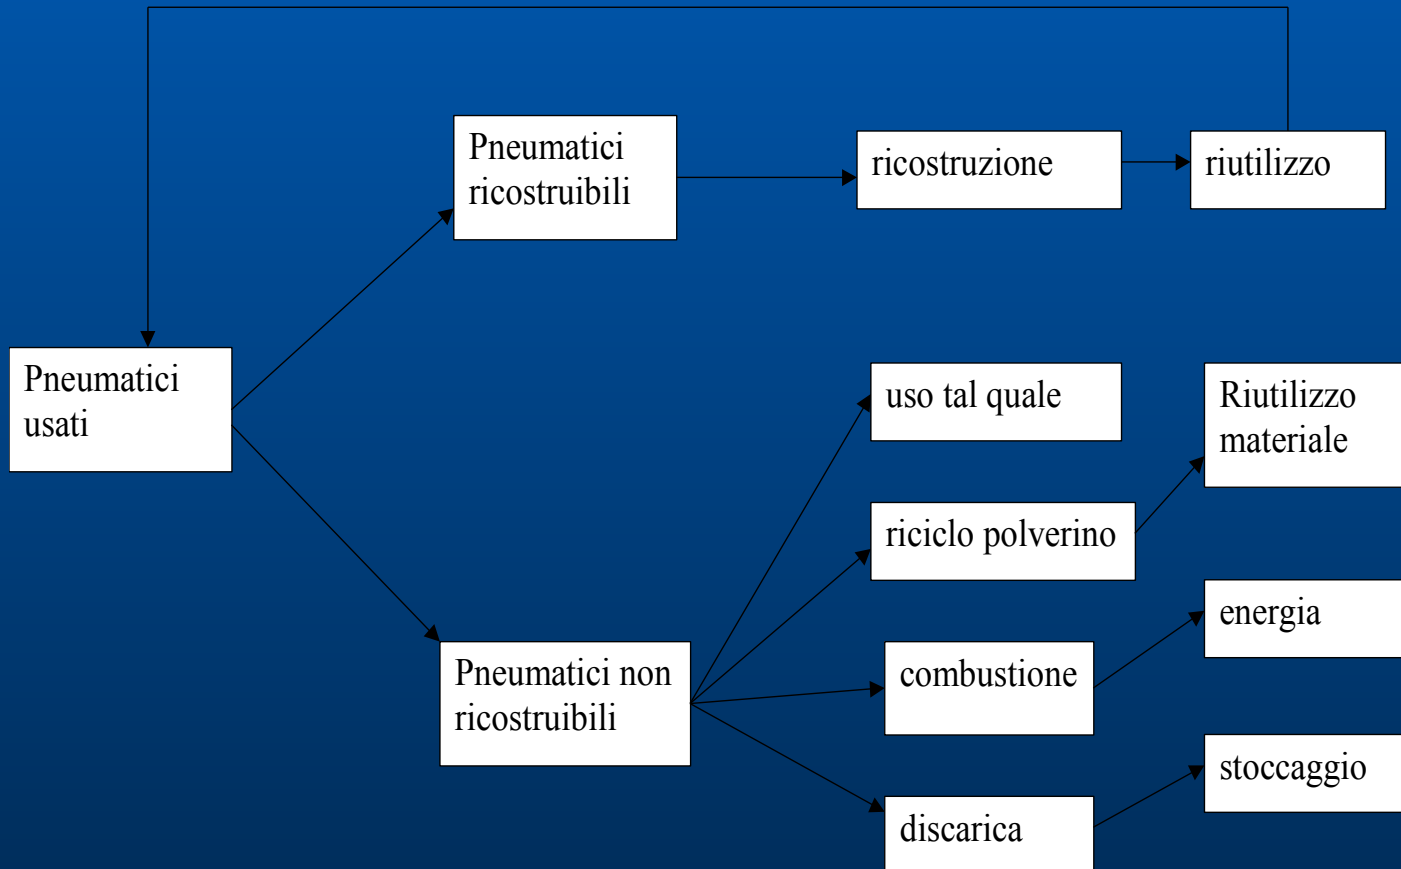 Pneumatici
ricostruibili
ricostruzione
riutilizzo
Pneumatici
usati
uso tal quale
Riutilizzo
materiale
riciclo polverino
energia
Pneumatici non
ricostruibili
combustione
stoccaggio
discarica